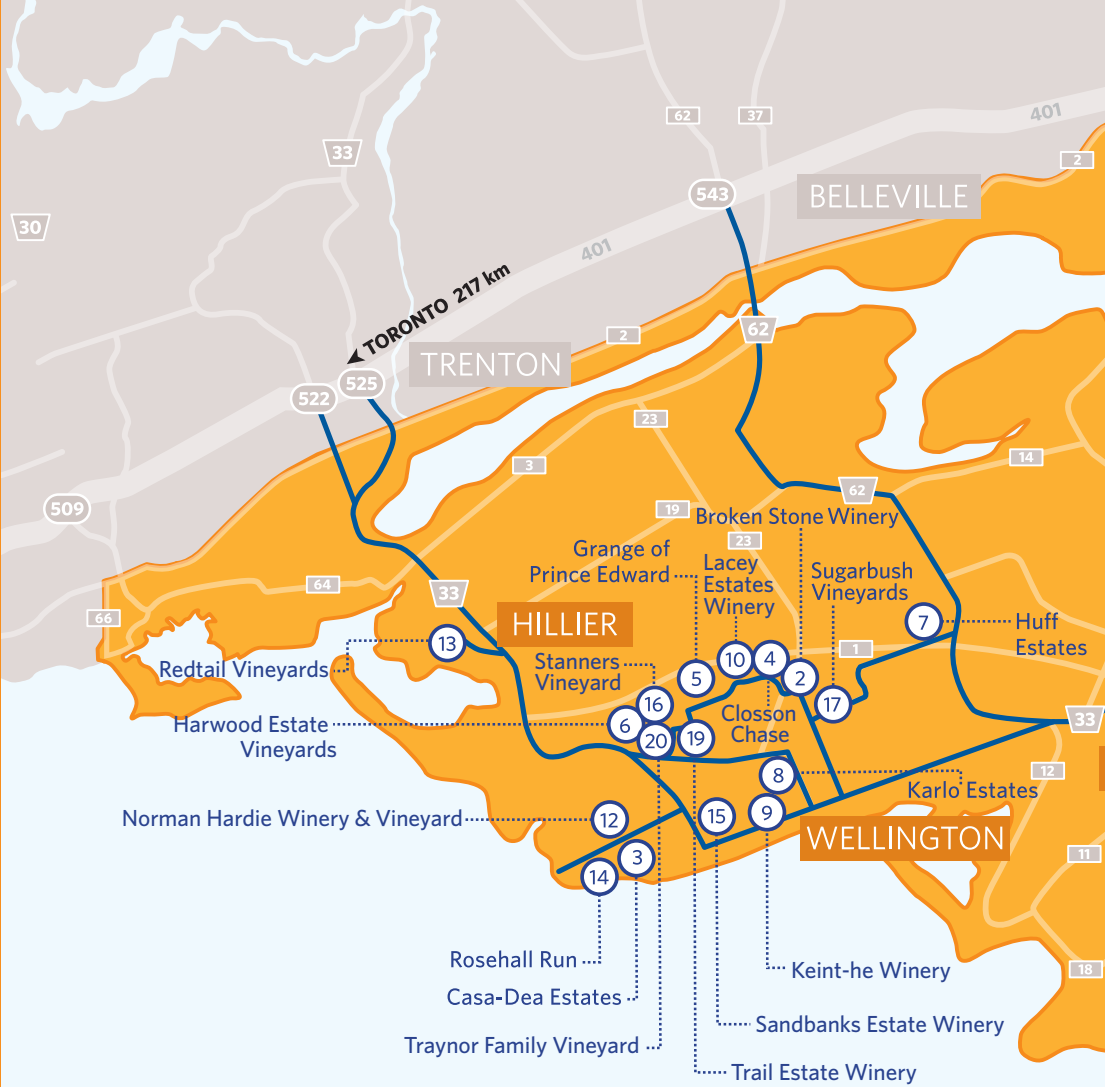 401
62
37
33
2
543
BELLEVILLE
30
401
TORONTO 217 km
2
62
TRENTON
525
522
23
14
3
62
509
19
Broken Stone Winery
23
Grange of
Prince Edward
Lacey
Estates
Winery
Sugarbush
Vineyards
64
33
66
HILLIER
7
Huff
Estates
13
1
Redtail Vineyards
Stanners
Vineyard
10
4
5
2
16
17
Harwood Estate
Vineyards
6
Closson
Chase
33
20
19
12
8
Karlo Estates
Norman Hardie Winery & Vineyard
12
15
9
WELLINGTON
3
11
14
Rosehall Run
Keint-he Winery
18
Casa-Dea Estates
Sandbanks Estate Winery
Traynor Family Vineyard
Trail Estate Winery